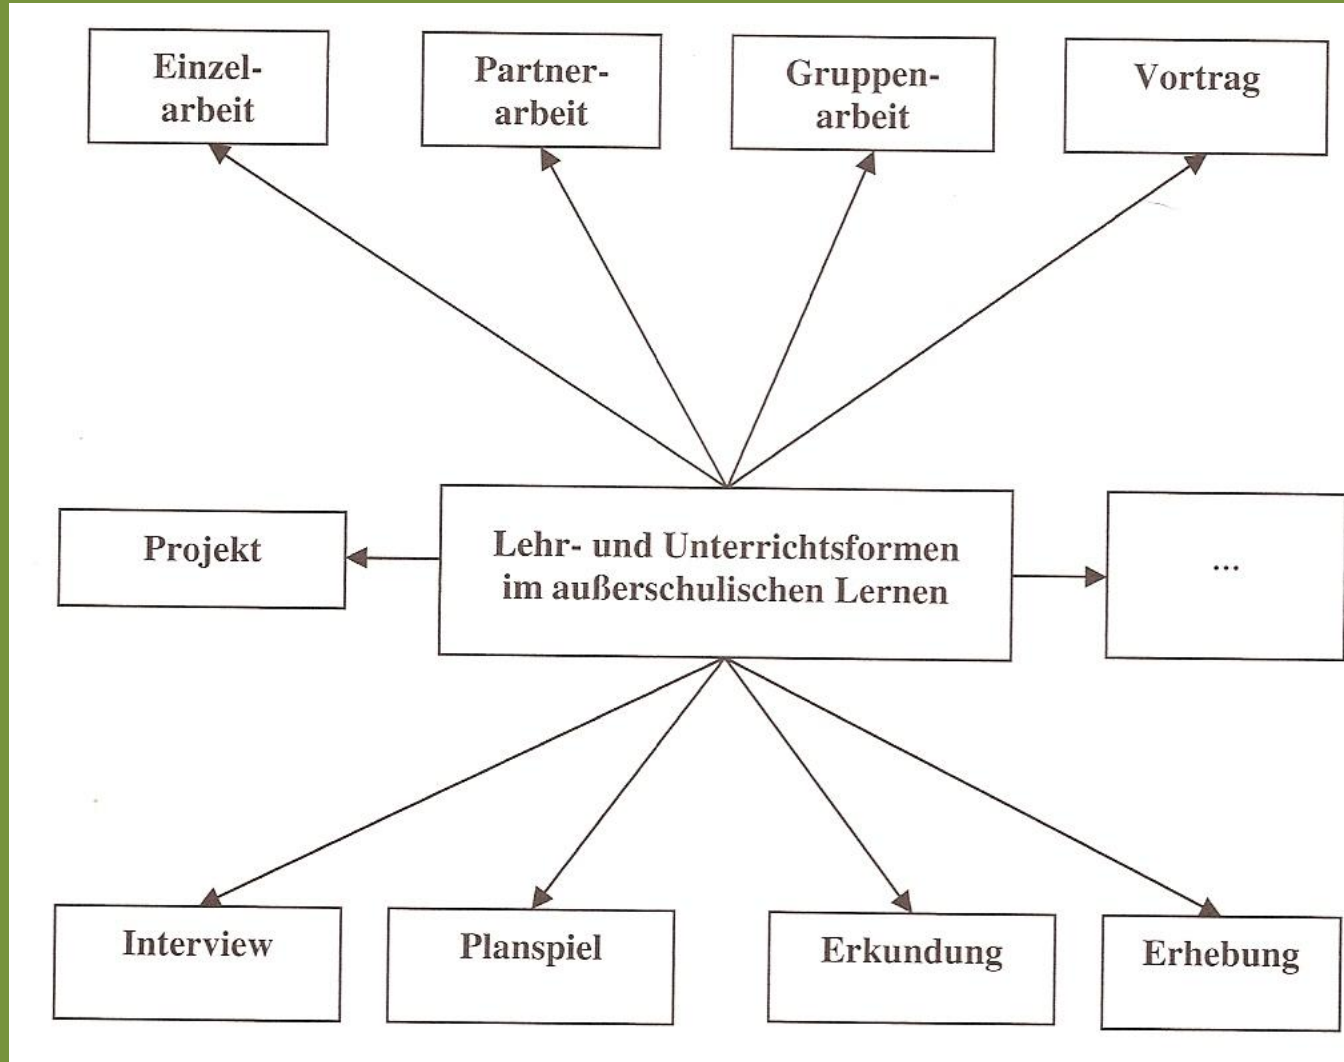 Einzel-
arbeit
Partner-
arbeit
Gruppen-
arbeit
Vortrag
Projekt
Lehr- und Unterrichtsformen
im außerschulischen Lernen
...
Interview
Planspiel
Erkundung
Erhebung